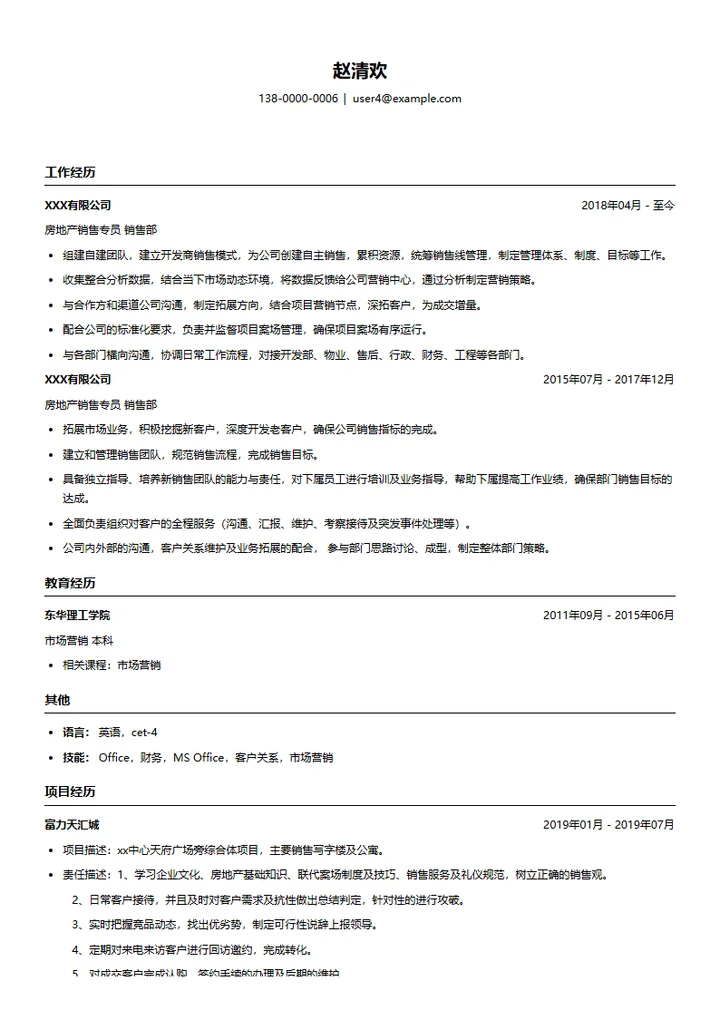 赵清欢
138-0000-0006 | user4@example.com
工作经历
XXX有限公司 2018年04月 - 至今
房地产销售专员 销售部
• 组建自建团队，建立开发商销售模式，为公司创建自主销售，累积资源，统筹销售线管理，制定管理体系、制度、目标等工作。
• 收集整合分析数据，结合当下市场动态环境，将数据反馈给公司营销中心，通过分析制定营销策略。
• 与合作方和渠道公司沟通，制定拓展方向，结合项目营销节点，深拓客户，为成交增量。
• 配合公司的标准化要求，负责并监督项目案场管理，确保项目案场有序运行。
• 与各部门横向沟通，协调日常工作流程，对接开发部、物业、售后、行政、财务、工程等各部门。
XXX有限公司 2015年07月 - 2017年12月
房地产销售专员 销售部
• 拓展市场业务，积极挖掘新客户，深度开发老客户，确保公司销售指标的完成。
• 建立和管理销售团队，规范销售流程，完成销售目标。
• 具备独立指导、培养新销售团队的能力与责任，对下属员工进行培训及业务指导，帮助下属提高工作业绩，确保部门销售目标的
达成。
• 全面负责组织对客户的全程服务（沟通、汇报、维护、考察接待及突发事件处理等）。
• 公司内外部的沟通，客户关系维护及业务拓展的配合， 参与部门思路讨论、成型，制定整体部门策略。
教育经历
东华理工学院 2011年09月 - 2015年06月
市场营销 本科
• 相关课程：市场营销
其他
• 语言： 英语，cet-4
• 技能： Office，财务，MS Office，客户关系，市场营销
项目经历
富力天汇城 2019年01月 - 2019年07月
• 项目描述：xx中心天府广场旁综合体项目，主要销售写字楼及公寓。
• 责任描述：1、学习企业文化、房地产基础知识、联代案场制度及技巧、销售服务及礼仪规范，树立正确的销售观。
2、日常客户接待，并且及时对客户需求及抗性做出总结判定，针对性的进行攻破。
3、实时把握竞品动态，找出优劣势，制定可行性说辞上报领导。
4、定期对来电来访客户进行回访邀约，完成转化。
5、对成交客户完成认购、签约手续的办理及后期的维护